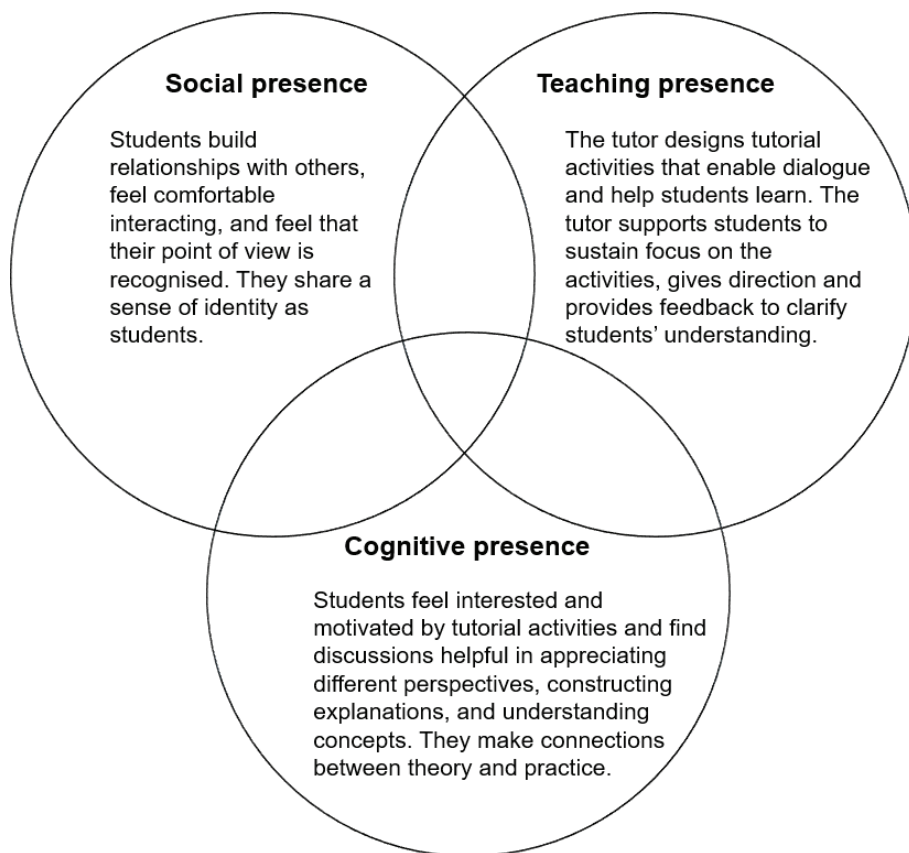 Social presence
Students build
relationships with others,
feel comfortable
interacting, and feel that
their point of view is
recognised. They share a
sense of identity as
students.
Teaching presence
The tutor designs tutorial
activities that enable dialogue
and help students learn. The
tutor supports students to
sustain focus on the
activities, gives direction and
provides feedback to clarify
students’ understanding.
Cognitive presence
Students feel interested and
motivated by tutorial activities and find
discussions helpful in appreciating
different perspectives, constructing
explanations, and understanding
concepts. They make connections
between theory and practice.